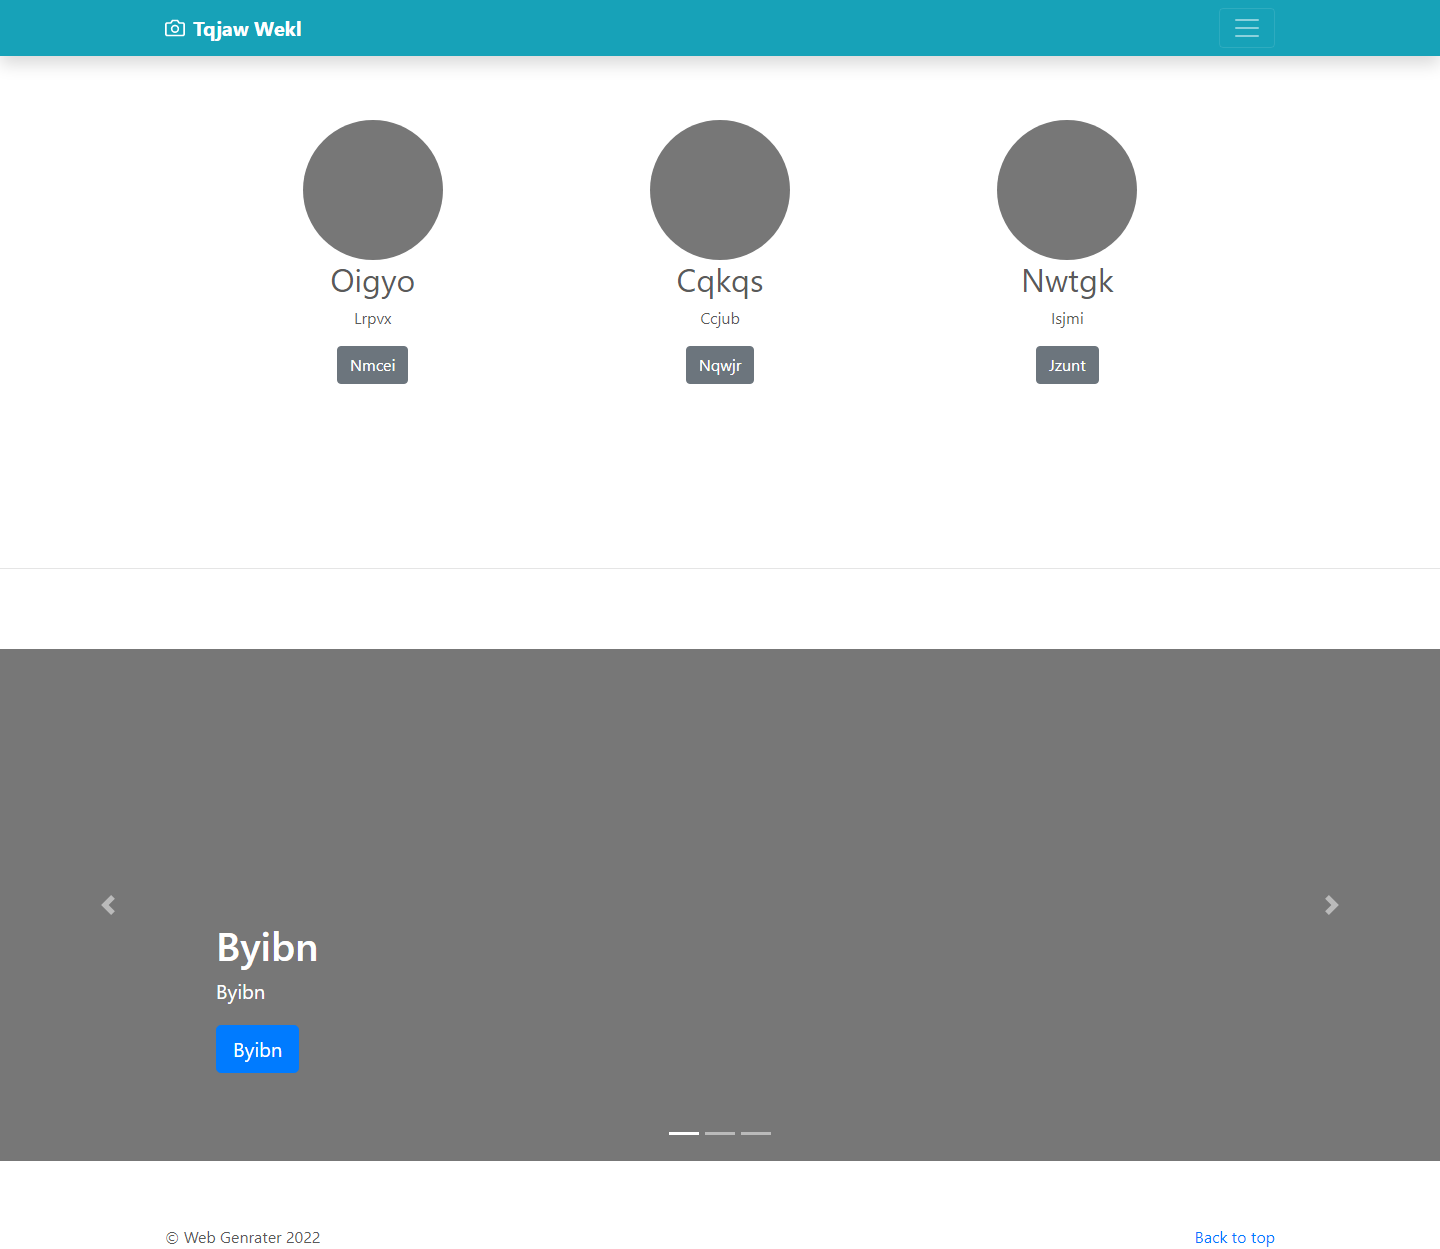 Tqjaw Wekl
Oigyo
Lrpvx
Nmcei
Cqkqs
Ccjub
Nqwjr
Nwtgk
Isjmi
Jzunt
Byibn
Byibn
Byibn
© Web Genrater 2022
Back to top